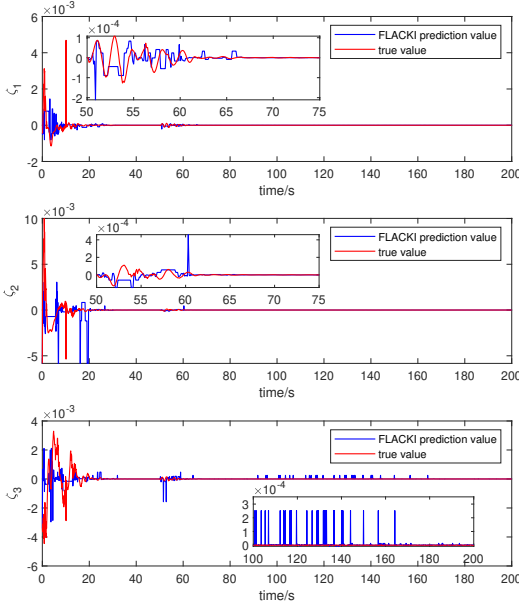 ×10⁻³
6
4
2
0
-2
ζ₁
×10⁻⁴
1
0
-1
-2
50 55 60 65 70 75
FLACKI prediction value
true value
0 20 40 60 80 100 120 140 160 180 200
time/s
×10⁻³
10
5
0
-5
ζ₂
×10⁻⁴
4
2
0
50 55 60 65 70 75
FLACKI prediction value
true value
0 20 40 60 80 100 120 140 160 180 200
time/s
×10⁻³
4
2
0
-2
-4
-6
ζ₃
FLACKI prediction value
true value
×10⁻⁴
3
2
1
0
100 120 140 160 180 200
0 20 40 60 80 100 120 140 160 180 200
time/s